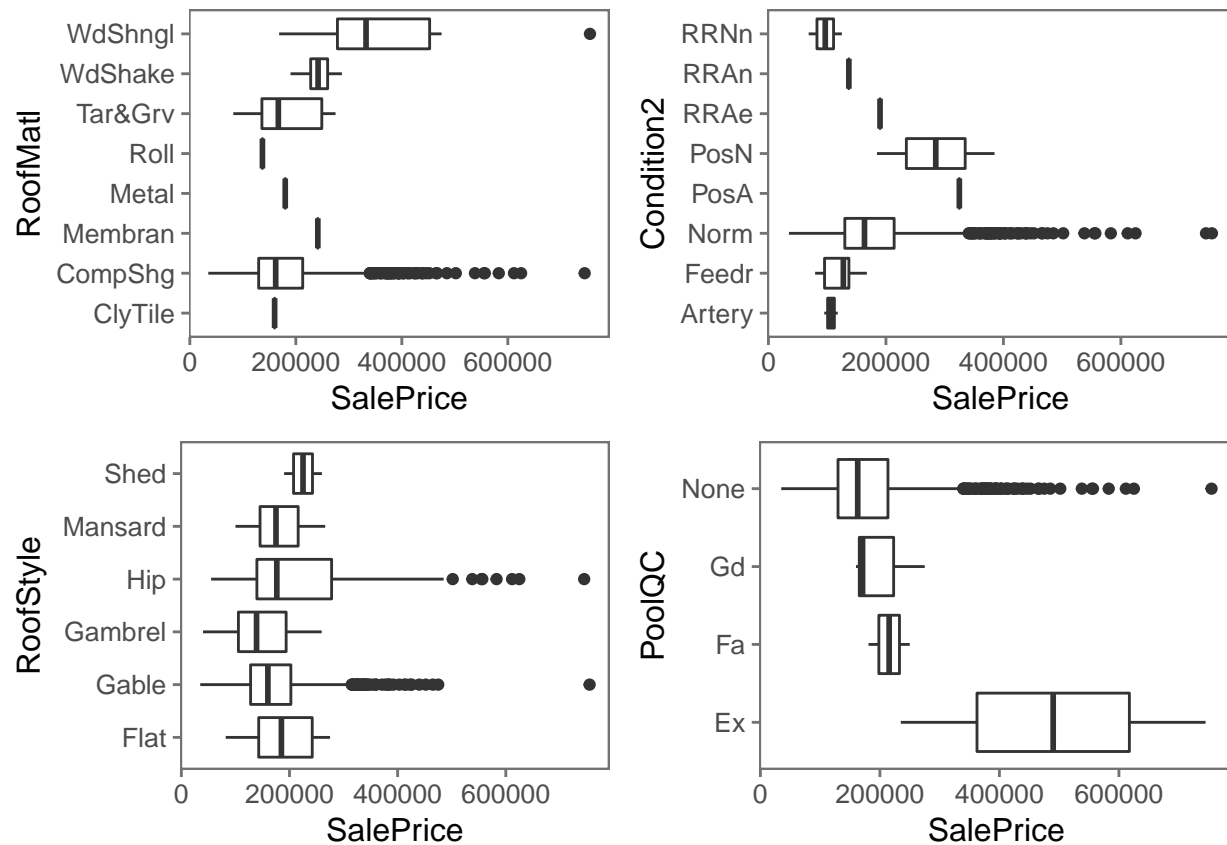 RoofMatl
WdShngl
WdShake
Tar&Grv
Roll
Metal
Membran
CompShg
ClyTile
0 200000 400000 600000
SalePrice
Condition2
RRNn
RRAn
RRAe
PosN
PosA
Norm
Feedr
Artery
0 200000 400000 600000
SalePrice
RoofStyle
Shed
Mansard
Hip
Gambrel
Gable
Flat
0 200000 400000 600000
SalePrice
PoolQC
None
Gd
Fa
Ex
0 200000 400000 600000
SalePrice